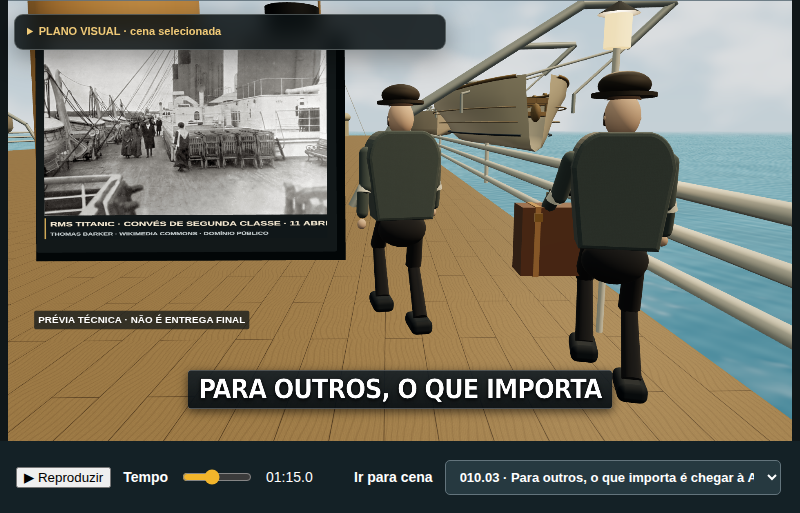 ▶ PLANO VISUAL · cena selecionada
RMS TITANIC · CONVÉS DE SEGUNDA CLASSE · 11 ABRI
THOMAS BARKER · WIKIMEDIA COMMONS · DOMÍNIO PÚBLICO
PRÉVIA TÉCNICA · NÃO É ENTREGA FINAL
PARA OUTROS, O QUE IMPORTA
▶ Reproduzir Tempo 01:15.0 Ir para cena 010.03 · Para outros, o que importa é chegar à A